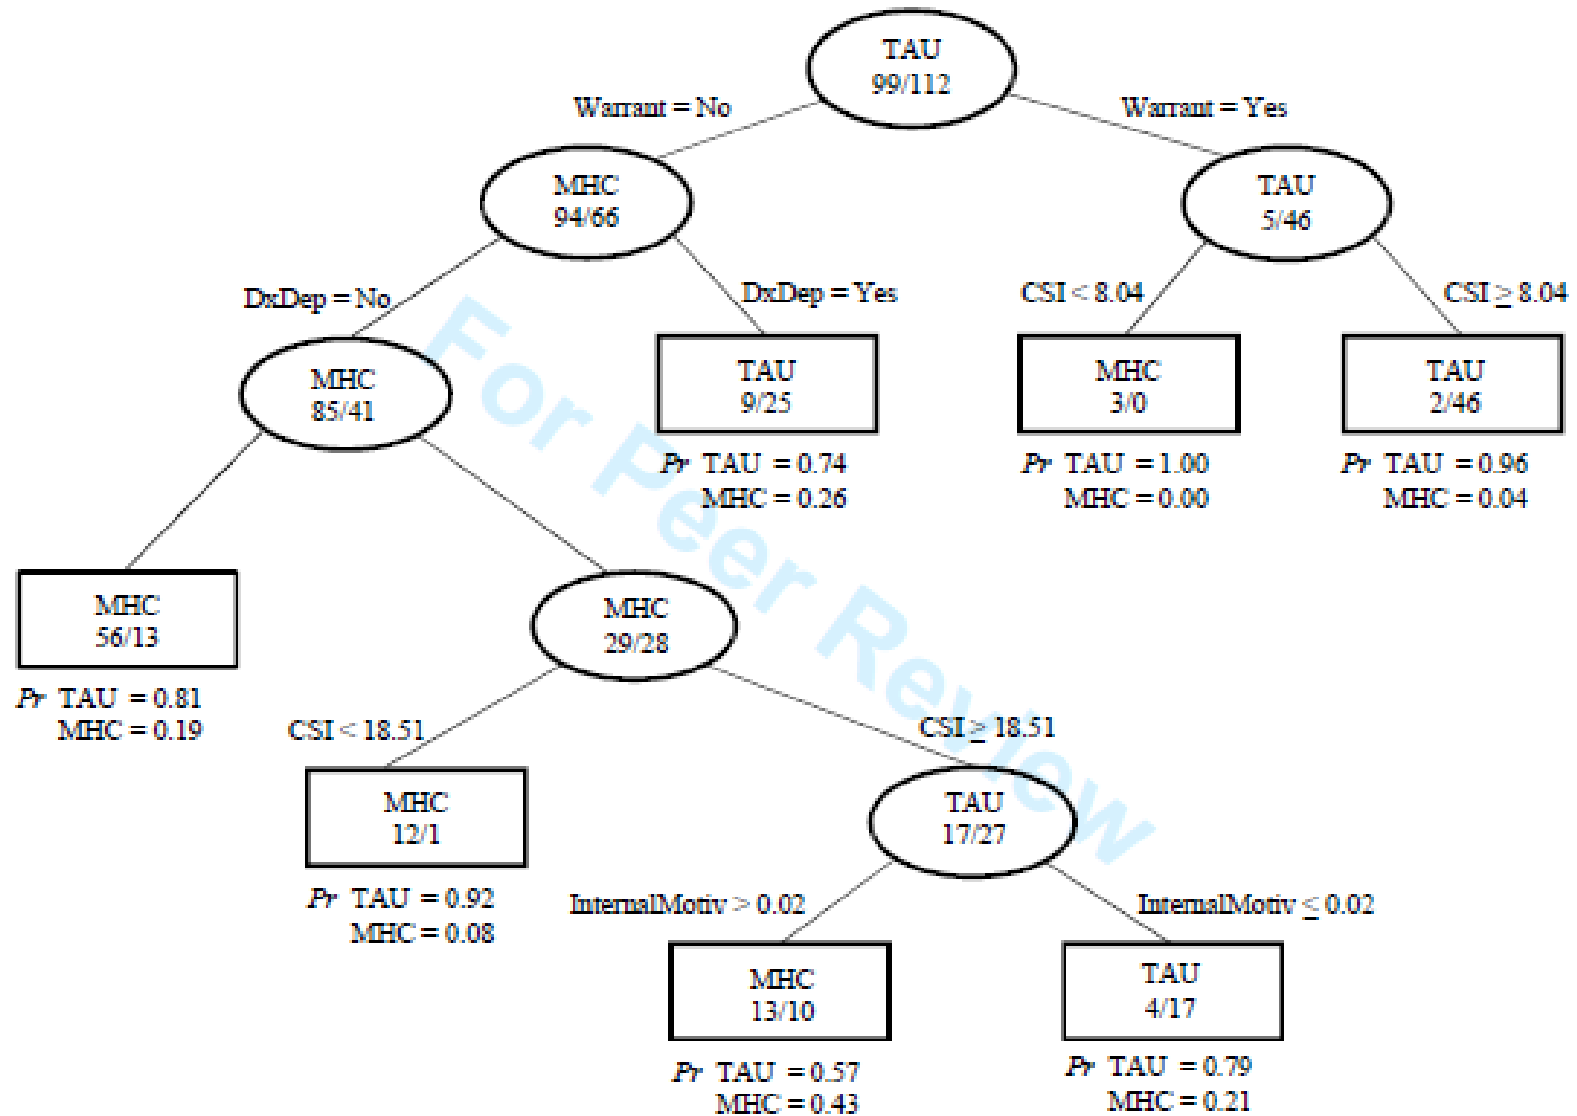 TAU
99/112
Warrant = No
Warrant = Yes
MHC
94/66
TAU
5/46
DxDep = No
DxDep = Yes
CSI < 8.04
CSI ≥ 8.04
MHC
85/41
TAU
9/25
MHC
3/0
TAU
2/46
Pr TAU = 0.74
MHC = 0.26
Pr TAU = 1.00
MHC = 0.00
Pr TAU = 0.96
MHC = 0.04
MHC
56/13
MHC
29/28
Pr TAU = 0.81
MHC = 0.19
CSI < 18.51
CSI ≥ 18.51
MHC
12/1
TAU
17/27
Pr TAU = 0.92
MHC = 0.08
InternalMotiv > 0.02
InternalMotiv ≤ 0.02
MHC
13/10
TAU
4/17
Pr TAU = 0.57
MHC = 0.43
Pr TAU = 0.79
MHC = 0.21
For Peer Review